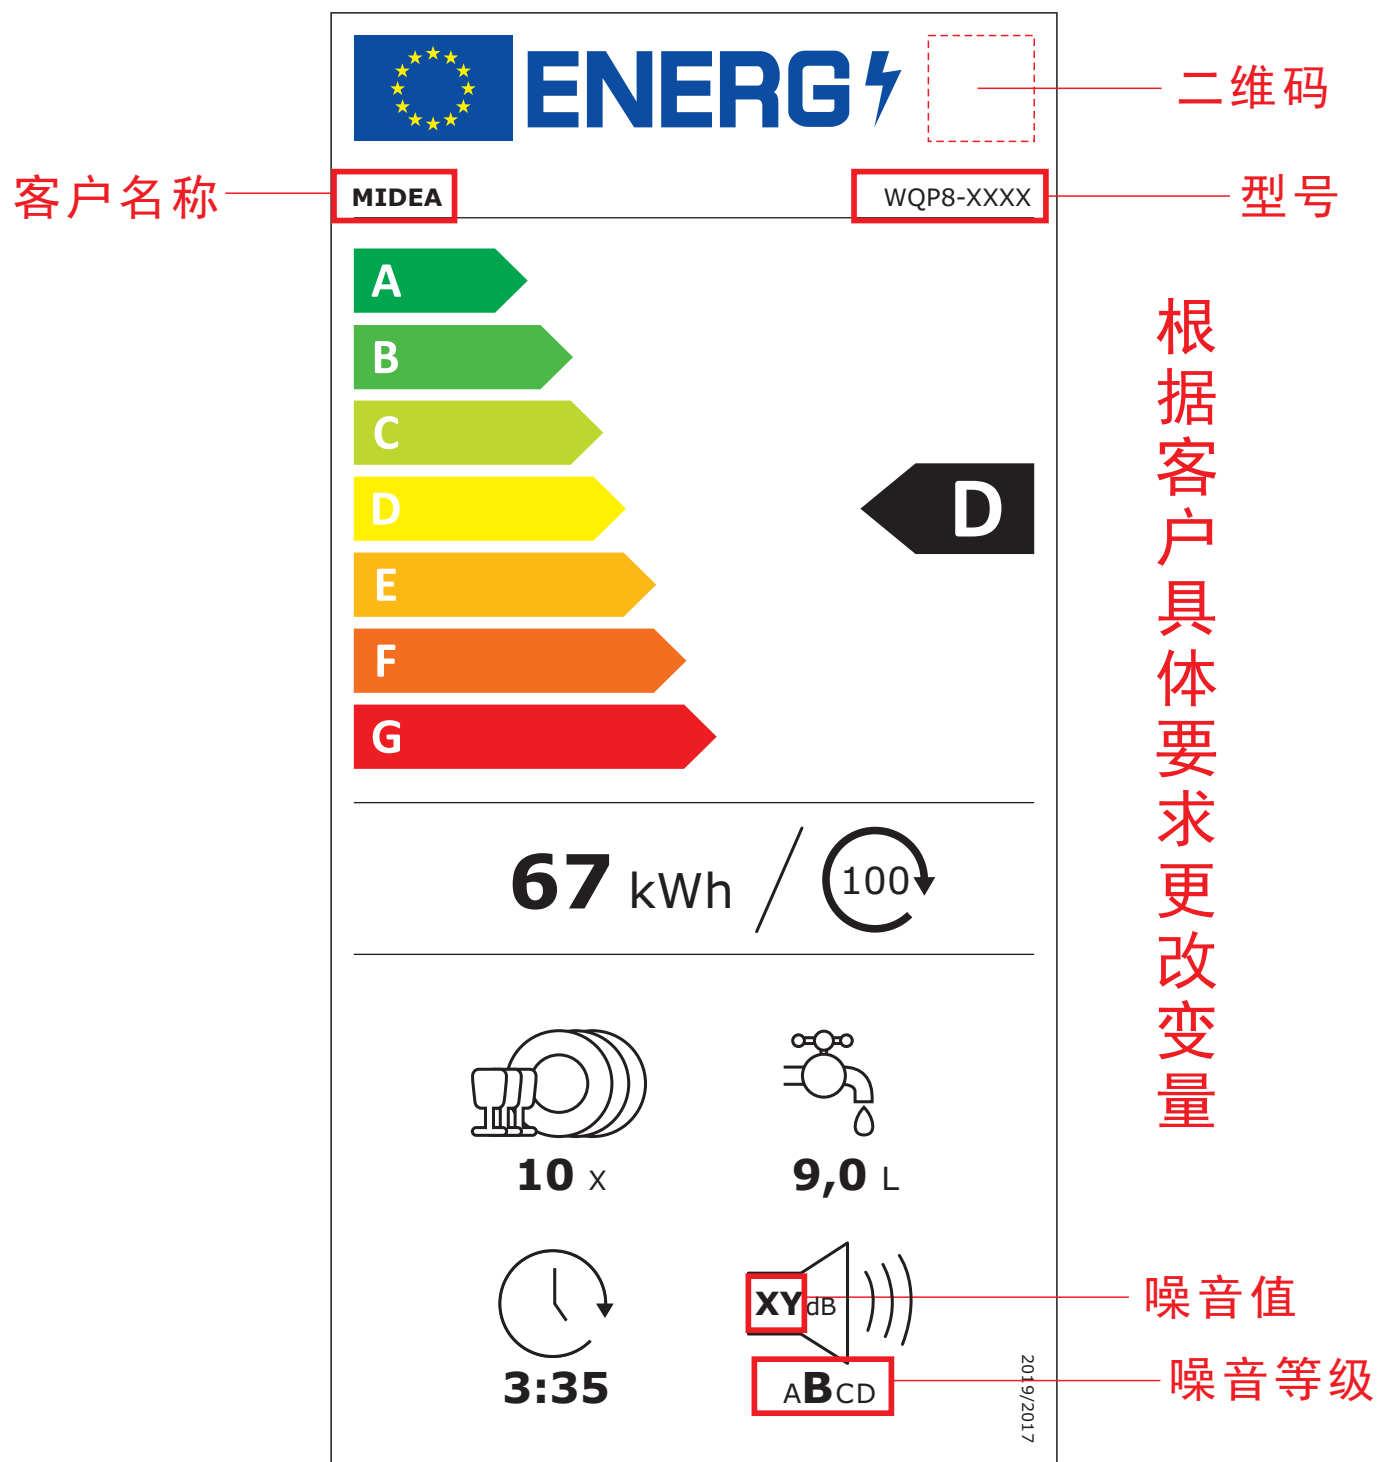 ENERG
二维码
客户名称
MIDEA
WQP8-XXXX
型号
A
B
C
D
E
F
G
D
根据客户具体要求更改变量
67 kWh / 100
10 x
9,0 L
3:35
XY dB
噪音值
ABCD
噪音等级
2019/2017